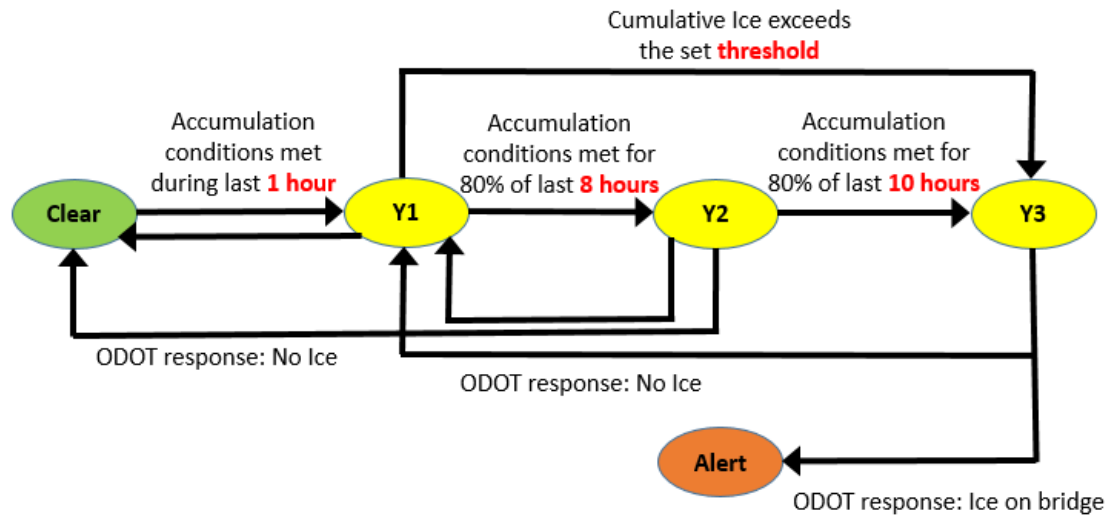 Cumulative Ice exceeds
the set threshold
Accumulation
conditions met
during last 1 hour
Accumulation
conditions met for
80% of last 8 hours
Accumulation
conditions met for
80% of last 10 hours
Clear
Y1
Y2
Y3
ODOT response: No Ice
ODOT response: No Ice
Alert
ODOT response: Ice on bridge